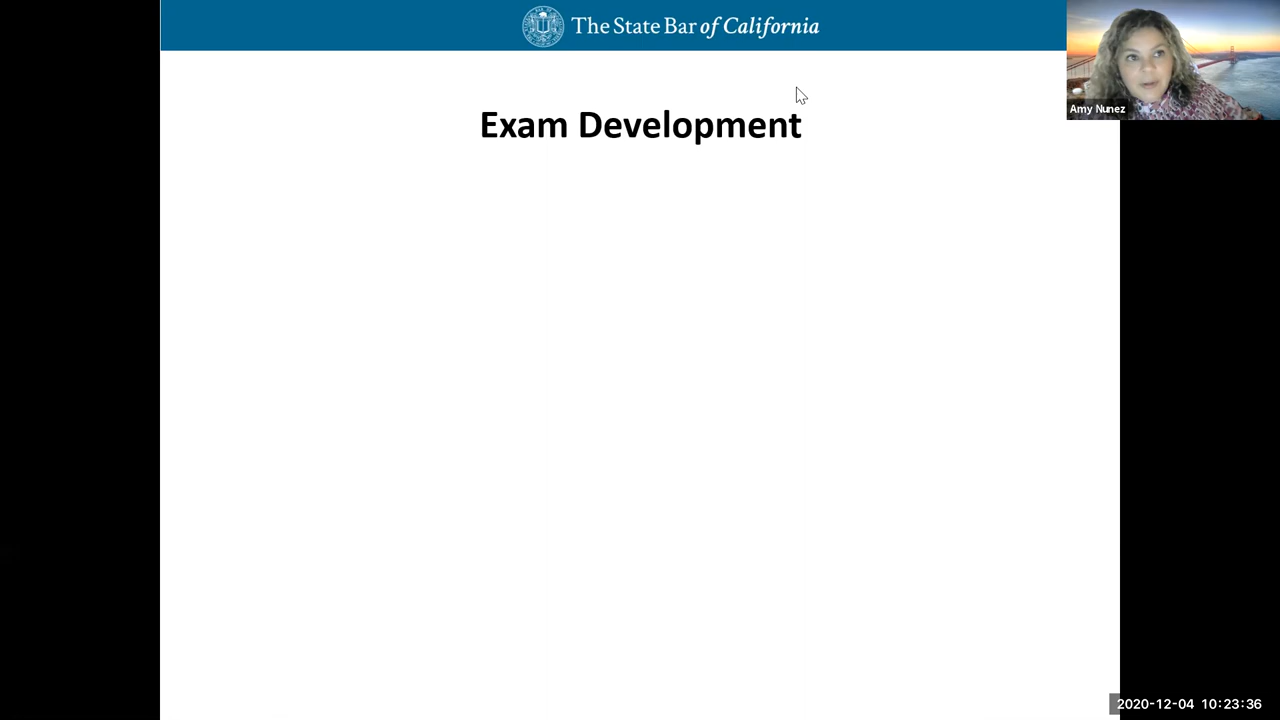 The State Bar of California
Amy Nunez
Exam Development
2020-12-04 10:23:36